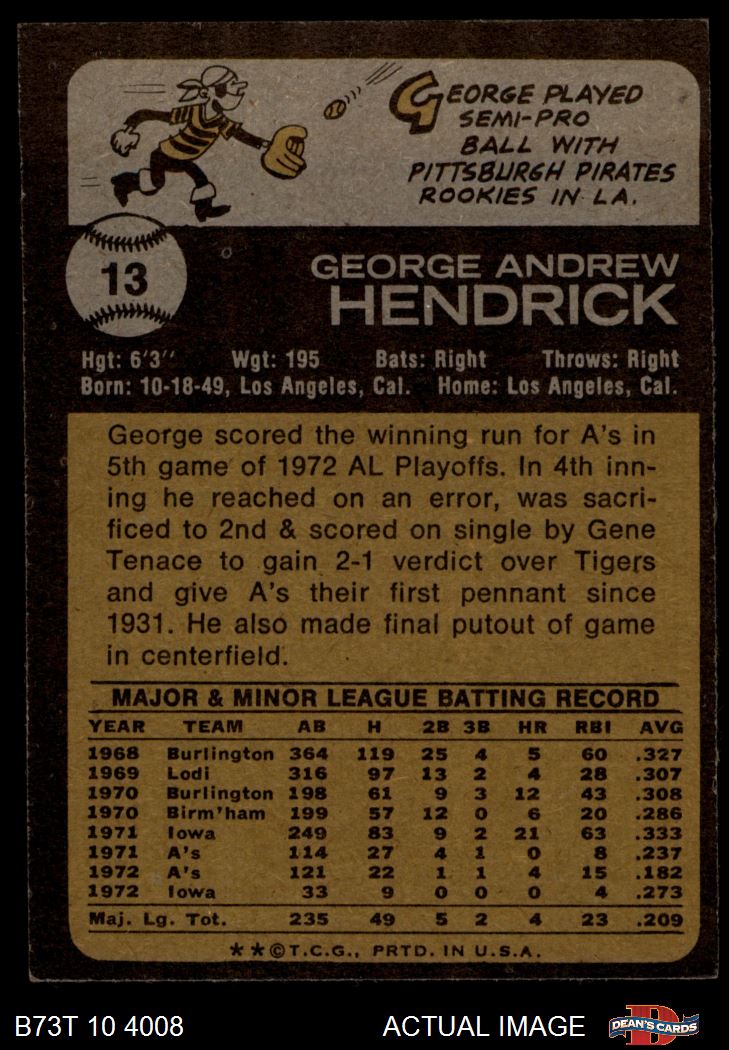 GEORGE PLAYED
SEMI-PRO
BALL WITH
PITTSBURGH PIRATES
ROOKIES IN L.A.
13
GEORGE ANDREW
HENDRICK
Hgt: 6'3'' Wgt: 195 Bats: Right Throws: Right
Born: 10-18-49, Los Angeles, Cal. Home: Los Angeles, Cal.
George scored the winning run for A's in
5th game of 1972 AL Playoffs. In 4th inn-
ing he reached on an error, was sacri-
ficed to 2nd & scored on single by Gene
Tenace to gain 2-1 verdict over Tigers
and give A's their first pennant since
1931. He also made final putout of game
in centerfield.
MAJOR & MINOR LEAGUE BATTING RECORD
YEAR TEAM AB H 2B 3B HR RBI AVG
1968 Burlington 364 119 25 4 5 60 .327
1969 Lodi 316 97 13 2 4 28 .307
1970 Burlington 198 61 9 3 12 43 .308
1970 Birm'ham 199 57 12 0 6 20 .286
1971 Iowa 249 83 9 2 21 63 .333
1971 A's 114 27 4 1 0 8 .237
1972 A's 121 22 1 1 4 15 .182
1972 Iowa 33 9 0 0 0 4 .273
Maj. Lg. Tot. 235 49 5 2 4 23 .209
**©T.C.G., PRTD. IN U.S.A.
B73T 10 4008 ACTUAL IMAGE D DEAN'S CARDS